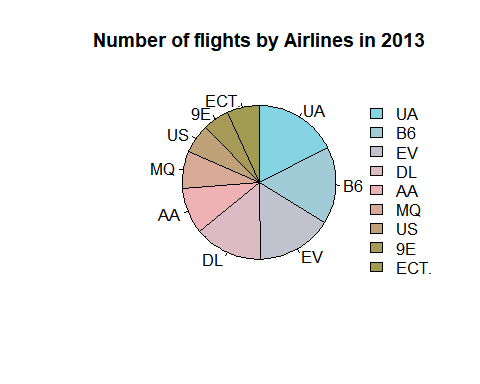 Number of flights by Airlines in 2013
ECT.
9E
UA
US
MQ
B6
AA
DL
EV
UA
B6
EV
DL
AA
MQ
US
9E
ECT.